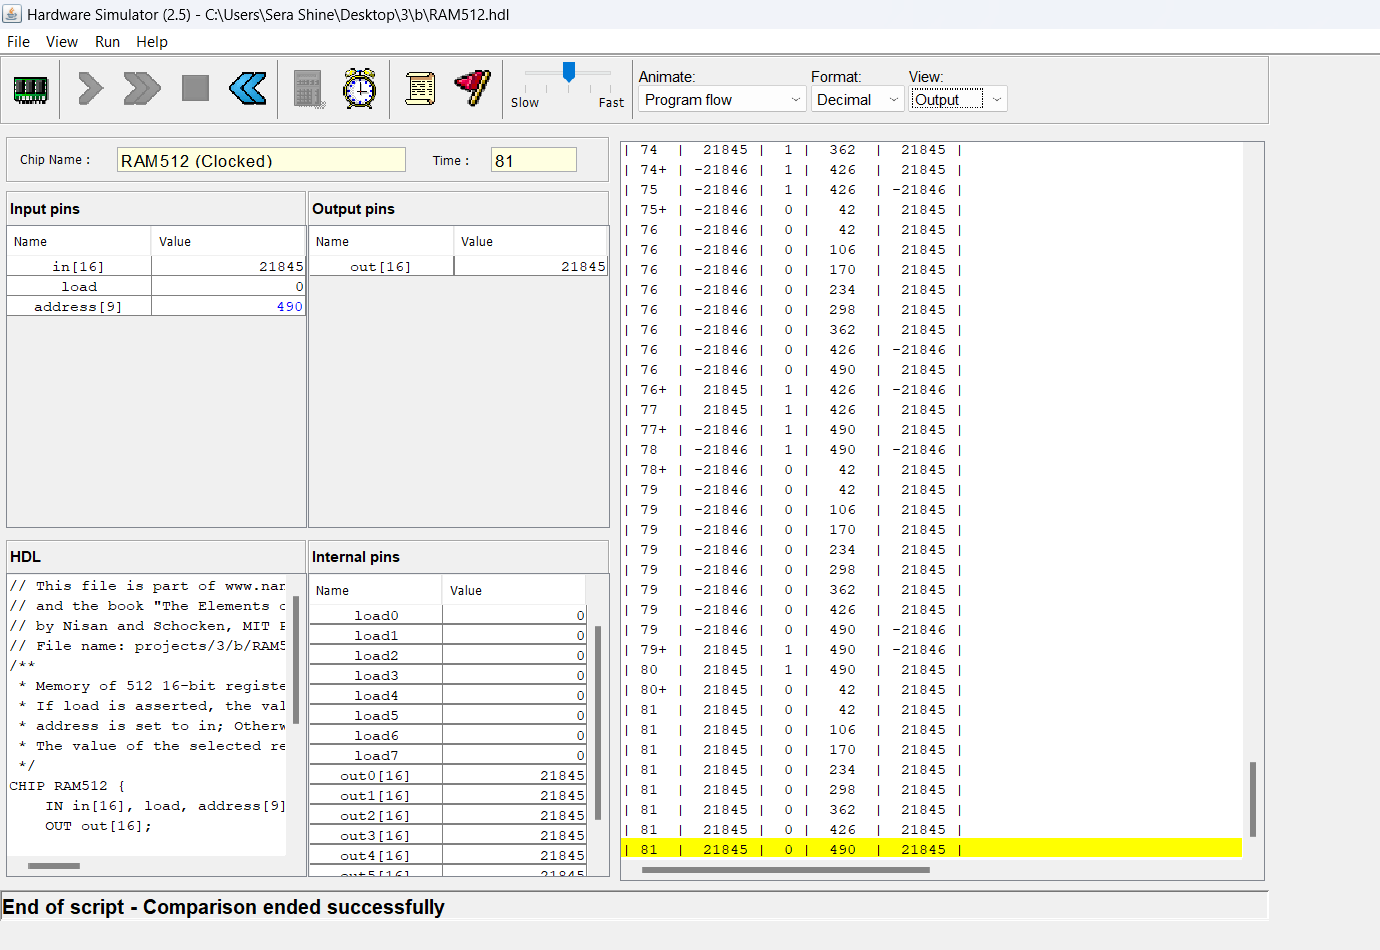 Hardware Simulator (2.5) - C:\Users\Sera Shine\Desktop\3\b\RAM512.hdl
File View Run Help
Slow Fast
Animate: Format: View:
Program flow Decimal Output
Chip Name : RAM512 (Clocked) Time : 81
Input pins
Name Value
in[16] 21845
load 0
address[9] 490
Output pins
Name Value
out[16] 21845
HDL
// This file is part of www.nan
// and the book "The Elements o
// by Nisan and Schocken, MIT P
// File name: projects/3/b/RAM5
/**
* Memory of 512 16-bit registe
* If load is asserted, the val
* address is set to in; Otherw
* The value of the selected re
*/
CHIP RAM512 {
IN in[16], load, address[9]
OUT out[16];
Internal pins
Name Value
load0 0
load1 0
load2 0
load3 0
load4 0
load5 0
load6 0
load7 0
out0[16] 21845
out1[16] 21845
out2[16] 21845
out3[16] 21845
out4[16] 21845
out5[16] 21845
| 74 | 21845 | 1 | 362 | 21845 |
| 74+ | -21846 | 1 | 426 | 21845 |
| 75 | -21846 | 1 | 426 | -21846 |
| 75+ | -21846 | 0 | 42 | 21845 |
| 76 | -21846 | 0 | 42 | 21845 |
| 76 | -21846 | 0 | 106 | 21845 |
| 76 | -21846 | 0 | 170 | 21845 |
| 76 | -21846 | 0 | 234 | 21845 |
| 76 | -21846 | 0 | 298 | 21845 |
| 76 | -21846 | 0 | 362 | 21845 |
| 76 | -21846 | 0 | 426 | -21846 |
| 76 | -21846 | 0 | 490 | 21845 |
| 76+ | 21845 | 1 | 426 | -21846 |
| 77 | 21845 | 1 | 426 | 21845 |
| 77+ | -21846 | 1 | 490 | 21845 |
| 78 | -21846 | 1 | 490 | -21846 |
| 78+ | -21846 | 0 | 42 | 21845 |
| 79 | -21846 | 0 | 42 | 21845 |
| 79 | -21846 | 0 | 106 | 21845 |
| 79 | -21846 | 0 | 170 | 21845 |
| 79 | -21846 | 0 | 234 | 21845 |
| 79 | -21846 | 0 | 298 | 21845 |
| 79 | -21846 | 0 | 362 | 21845 |
| 79 | -21846 | 0 | 426 | 21845 |
| 79 | -21846 | 0 | 490 | -21846 |
| 79+ | 21845 | 1 | 490 | -21846 |
| 80 | 21845 | 1 | 490 | 21845 |
| 80+ | 21845 | 0 | 42 | 21845 |
| 81 | 21845 | 0 | 42 | 21845 |
| 81 | 21845 | 0 | 106 | 21845 |
| 81 | 21845 | 0 | 170 | 21845 |
| 81 | 21845 | 0 | 234 | 21845 |
| 81 | 21845 | 0 | 298 | 21845 |
| 81 | 21845 | 0 | 362 | 21845 |
| 81 | 21845 | 0 | 426 | 21845 |
| 81 | 21845 | 0 | 490 | 21845 |
End of script - Comparison ended successfully